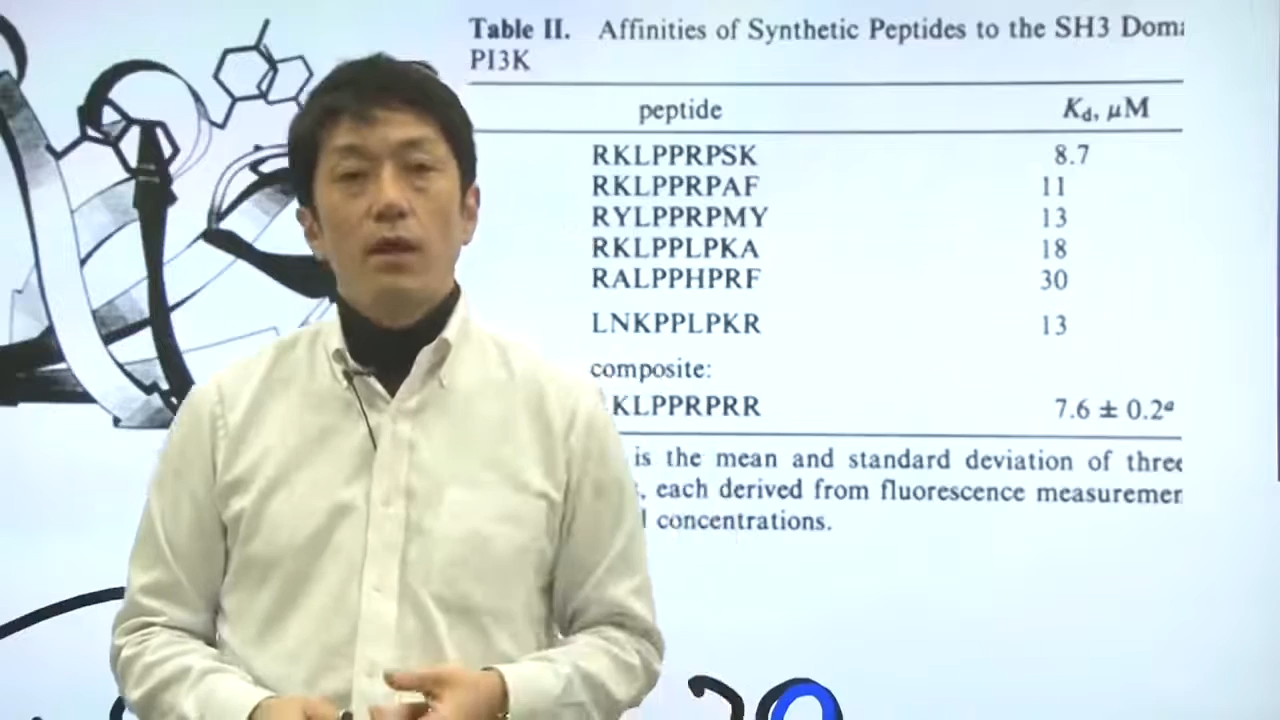 Table II. Affinities of Synthetic Peptides to the SH3
PI3K
peptide Kd, μM
RKLPPRPSK 8.7
RKLPPRPAF 11
RYLPPRPMY 13
RKLPPLPKA 18
RALPPHPRF 30
LNKPPLPKR 13
composite:
KLPPRPRR 7.6 ± 0.2a
is the mean and standard deviation of three
each derived from fluorescence
concentrations.